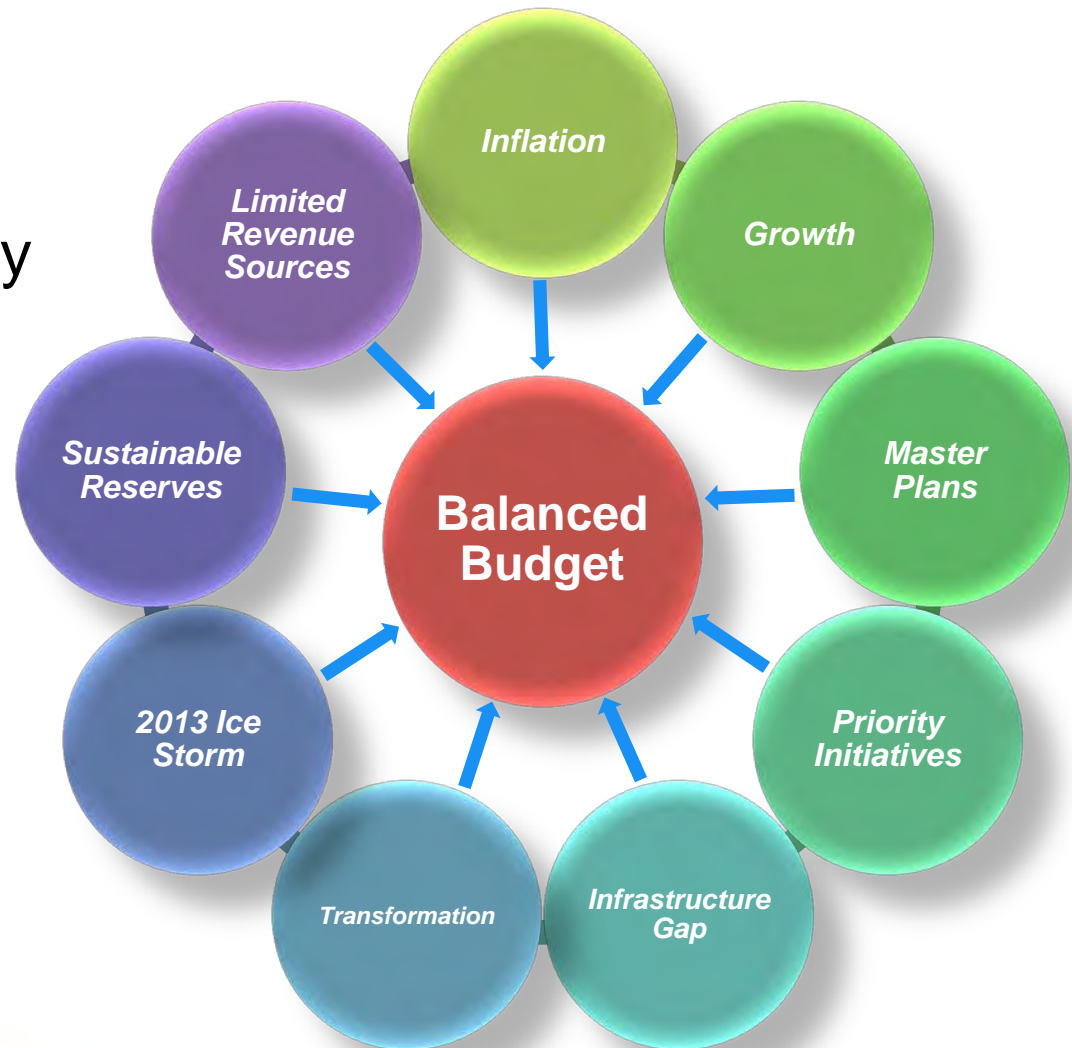 Inflation
Growth
Limited
Revenue
Sources
y
Master
Plans
Sustainable
Reserves
Balanced
Budget
Priority
Initiatives
2013 Ice
Storm
Infrastructure
Gap
Transformation